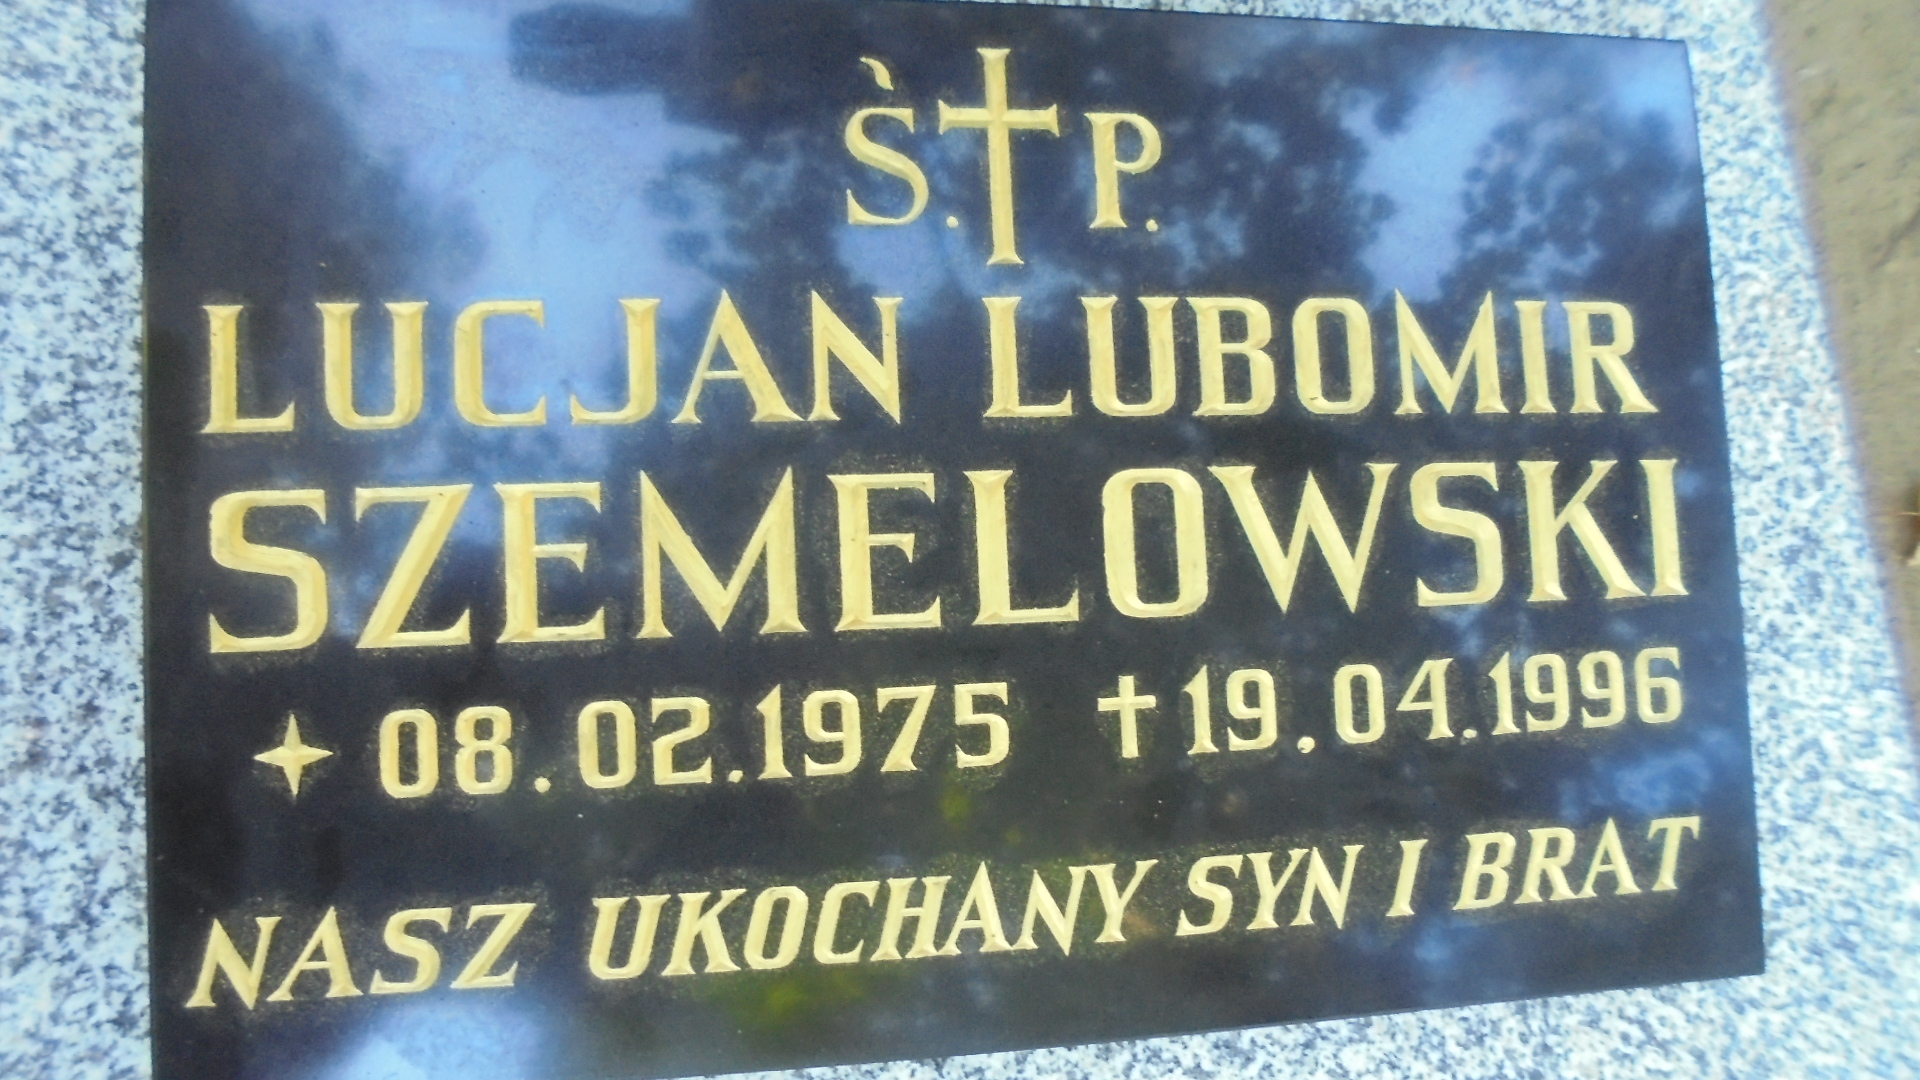 Ś.✝P.
LUCJAN LUBOMIR
SZEMELOWSKI
✦ 08.02.1975 ✝19.04.1996
NASZ UKOCHANY SYN I BRAT